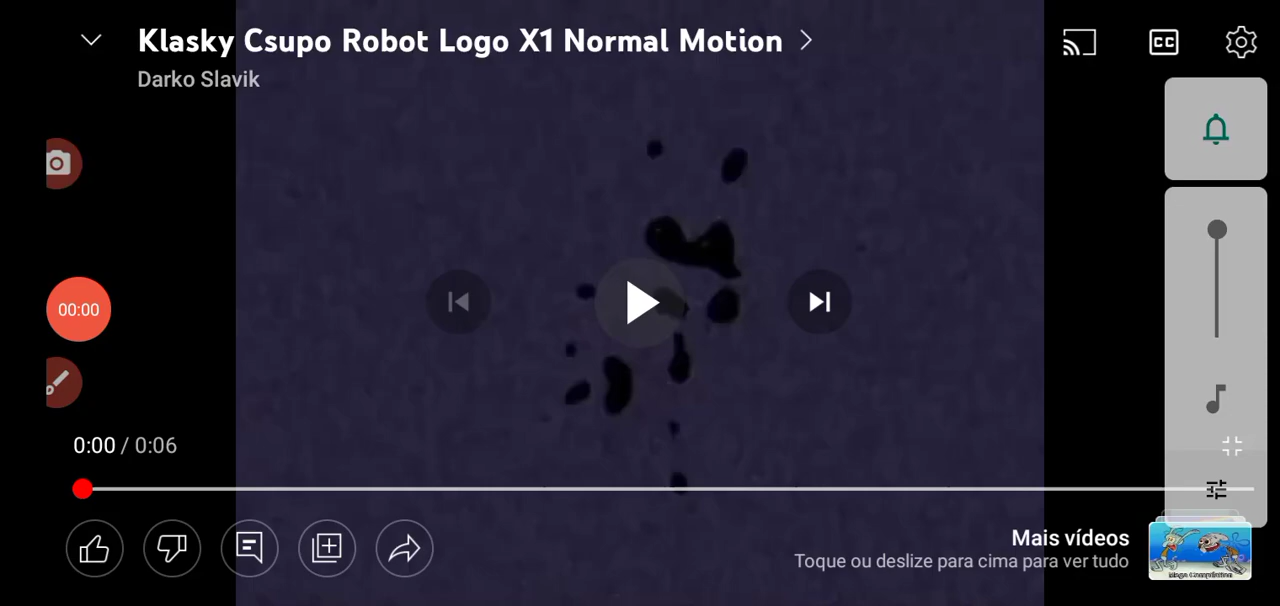 Klasky Csupo Robot Logo X1 Normal Motion
Darko Slavik
CC
00:00
0:00 / 0:06
Mais vídeos
Toque ou deslize para cima para ver tudo